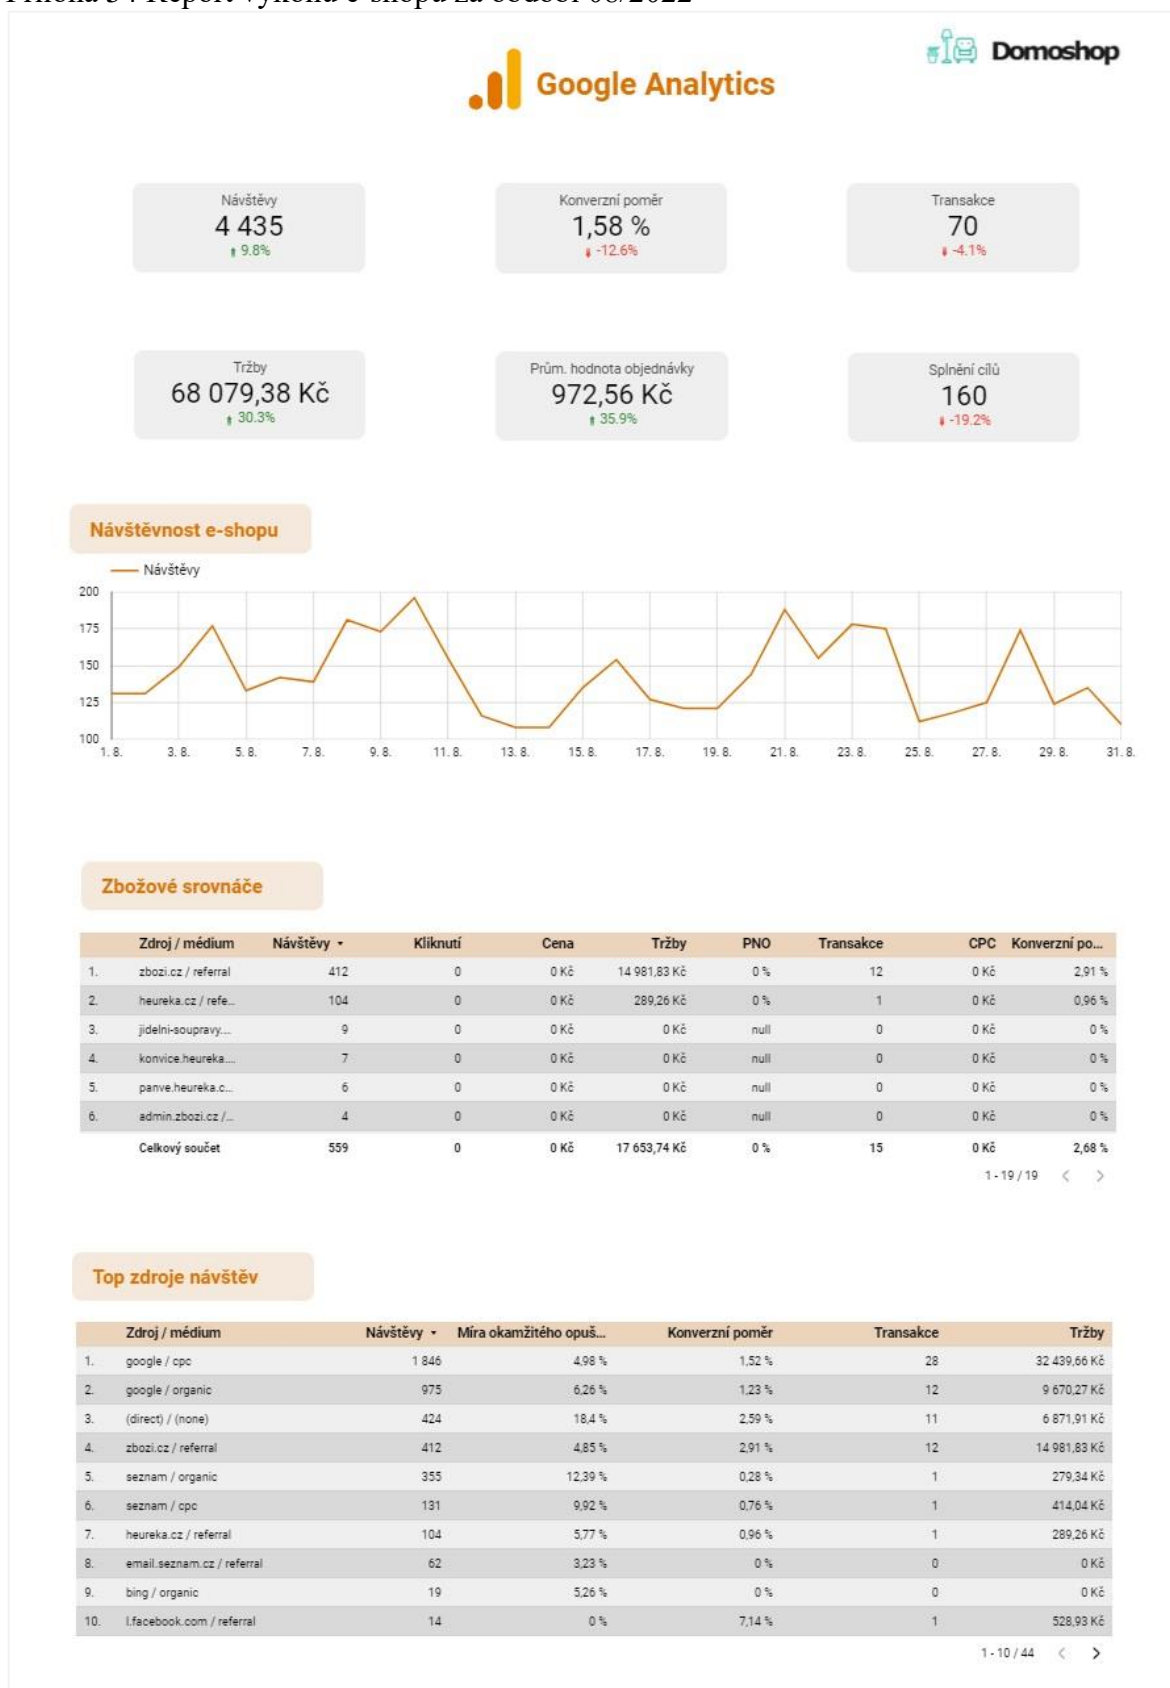 Příloha 34 Report výkonu e-shopu za období 08/2022
Domoshop
Google Analytics
Návštěvy
4 435
9.8%
Konverzní poměr
1,58 %
-12.6%
Transakce
70
-4.1%
Tržby
68 079,38 Kč
30.3%
Prům. hodnota objednávky
972,56 Kč
35.9%
Splnění cílů
160
-19.2%
Návštěvnost e-shopu
Návštěvy
200
175
150
125
100
1. 8. 3. 8. 5. 8. 7. 8. 9. 8. 11. 8. 13. 8. 15. 8. 17. 8. 19. 8. 21. 8. 23. 8. 25. 8. 27. 8. 29. 8. 31. 8.
Zbožové srovnáče
Zdroj / médium Návštěvy Kliknutí Cena Tržby PNO Transakce CPC Konverzní po...
1. zbozi.cz / referral 412 0 0 Kč 14 981,83 Kč 0 % 12 0 Kč 2,91 %
2. heureka.cz / refe... 104 0 0 Kč 289,26 Kč 0 % 1 0 Kč 0,96 %
3. jidelni-soupravy.... 9 0 0 Kč 0 Kč null 0 0 Kč 0 %
4. konvice.heureka.... 7 0 0 Kč 0 Kč null 0 0 Kč 0 %
5. panve.heureka.c... 6 0 0 Kč 0 Kč null 0 0 Kč 0 %
6. admin.zbozi.cz /... 4 0 0 Kč 0 Kč null 0 0 Kč 0 %
Celkový součet 559 0 0 Kč 17 653,74 Kč 0 % 15 0 Kč 2,68 %
1 - 19 / 19 < >
Top zdroje návštěv
Zdroj / médium Návštěvy Míra okamžitého opuš... Konverzní poměr Transakce Tržby
1. google / cpc 1 846 4,98 % 1,52 % 28 32 439,66 Kč
2. google / organic 975 6,26 % 1,23 % 12 9 670,27 Kč
3. (direct) / (none) 424 18,4 % 2,59 % 11 6 871,91 Kč
4. zbozi.cz / referral 412 4,85 % 2,91 % 12 14 981,83 Kč
5. seznam / organic 355 12,39 % 0,28 % 1 279,34 Kč
6. seznam / cpc 131 9,92 % 0,76 % 1 414,04 Kč
7. heureka.cz / referral 104 5,77 % 0,96 % 1 289,26 Kč
8. email.seznam.cz / referral 62 3,23 % 0 % 0 0 Kč
9. bing / organic 19 5,26 % 0 % 0 0 Kč
10. l.facebook.com / referral 14 0 % 7,14 % 1 528,93 Kč
1 - 10 / 44 < >